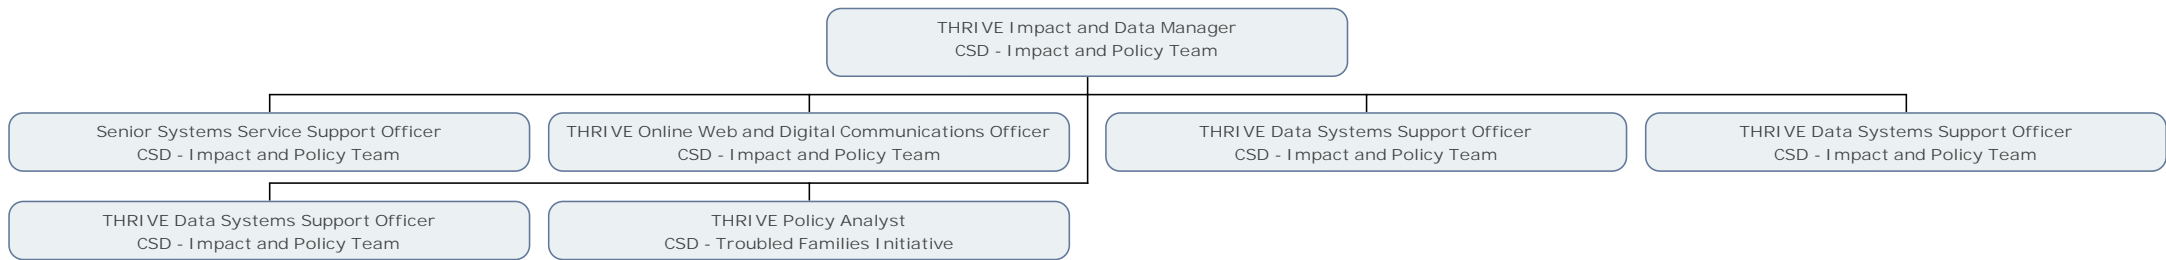 THRIVE Impact and Data Manager
CSD - Impact and Policy Team
Senior Systems Service Support Officer
CSD - Impact and Policy Team
THRIVE Online Web and Digital Communications Officer
CSD - Impact and Policy Team
THRIVE Data Systems Support Officer
CSD - Impact and Policy Team
THRIVE Data Systems Support Officer
CSD - Impact and Policy Team
THRIVE Data Systems Support Officer
CSD - Impact and Policy Team
THRIVE Policy Analyst
CSD - Troubled Families Initiative